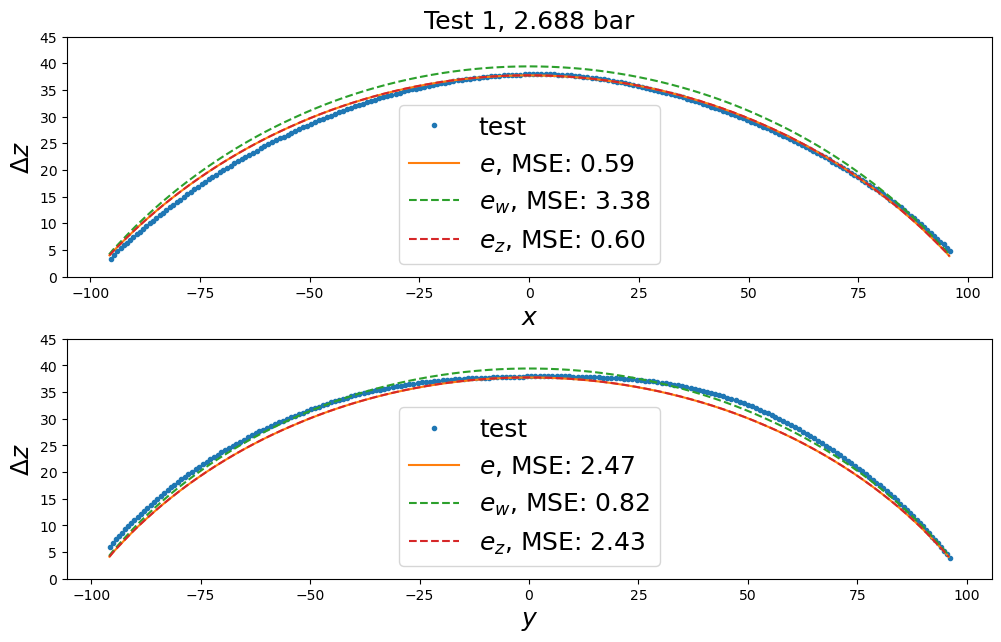 Test 1, 2.688 bar
45
40
35
30
25
20
15
10
5
0
Δz
test
e, MSE: 0.59
e_w, MSE: 3.38
e_z, MSE: 0.60
−100 −75 −50 −25 0 25 50 75 100
x
45
40
35
30
25
20
15
10
5
0
Δz
test
e, MSE: 2.47
e_w, MSE: 0.82
e_z, MSE: 2.43
−100 −75 −50 −25 0 25 50 75 100
y